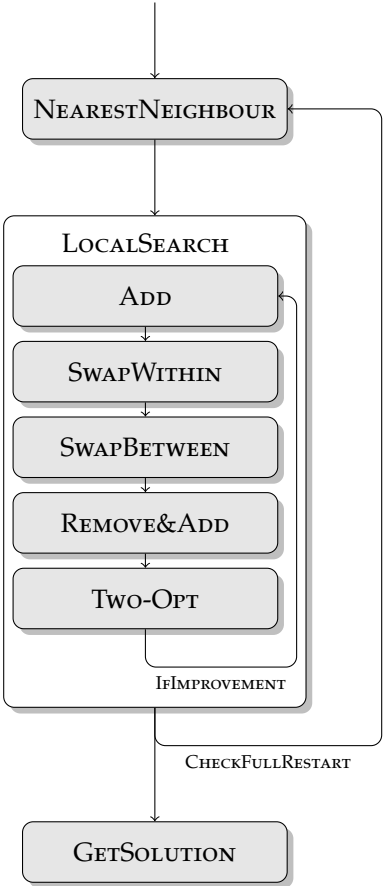 NEARESTNEIGHBOUR
LOCALSEARCH
ADD
SWAPWITHIN
SWAPBETWEEN
REMOVE&ADD
TWO-OPT
IFIMPROVEMENT
CHECKFULLRESTART
GETSOLUTION